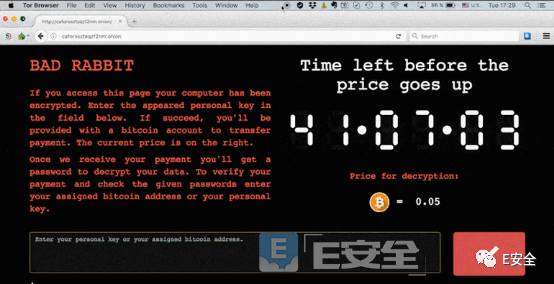 Tor Browser File Edit View History Bookmarks Tools Window Help
Tue 17:29
cafors
.onion
Search
BAD RABBIT
If you access this page your computer has been
encrypted. Enter the appeared personal key in
the field below. If succeed, you'll be
provided with a bitcoin account to transfer
payment. The current price is on the right.
Once we receive your payment you'll get a
password to decrypt your data. To verify your
payment and check the given passwords enter
your assigned bitcoin address or your personal
key.
Time left before the
price goes up
41•07•03
Price for decryption:
= 0.05
Enter your personal key or your assigned bitcoin address.
E安全
E安全